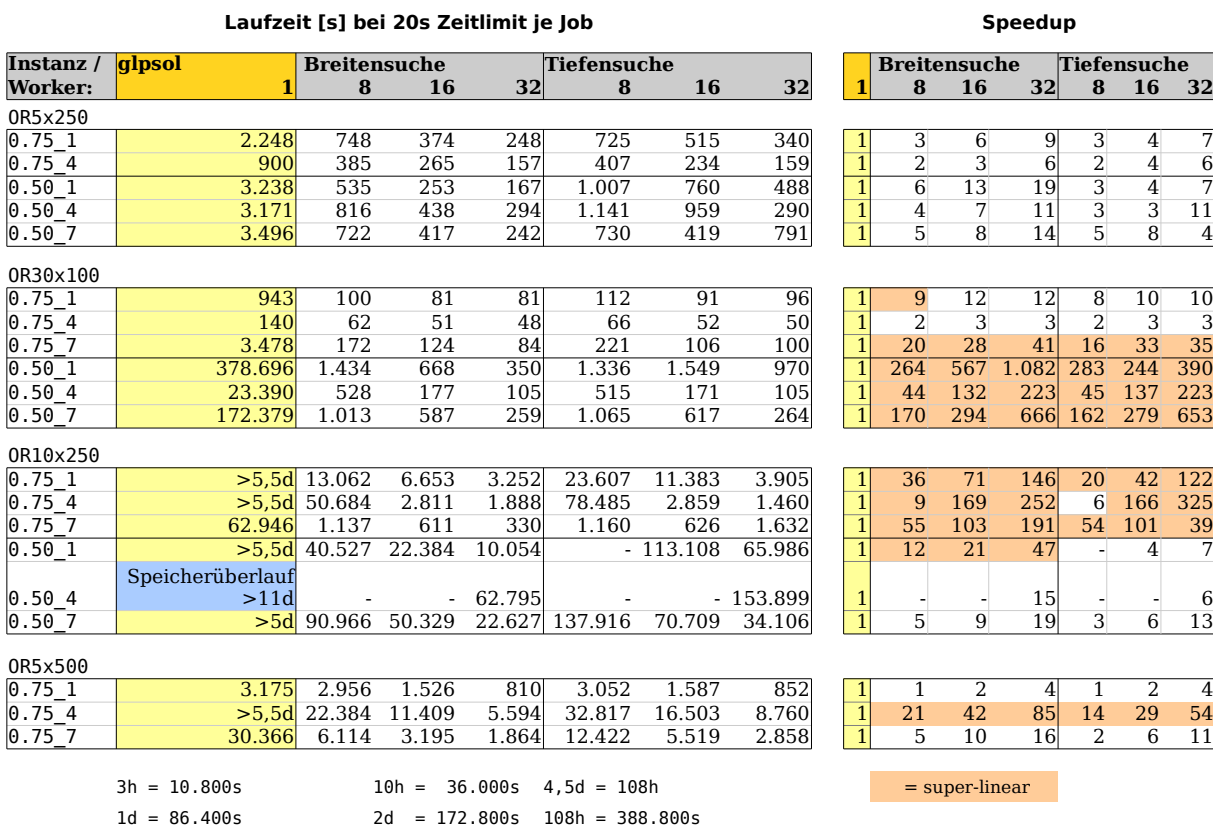 Laufzeit [s] bei 20s Zeitlimit je Job Speedup
Instanz / glpsol Breitensuche Tiefensuche Breitensuche Tiefensuche
Worker: 1 8 16 32 8 16 32 1 8 16 32 8 16 32
OR5x250
0.75_1 2.248 748 374 248 725 515 340 1 3 6 9 3 4 7
0.75_4 900 385 265 157 407 234 159 1 2 3 6 2 4 6
0.50_1 3.238 535 253 167 1.007 760 488 1 6 13 19 3 4 7
0.50_4 3.171 816 438 294 1.141 959 290 1 4 7 11 3 3 11
0.50_7 3.496 722 417 242 730 419 791 1 5 8 14 5 8 4
OR30x100
0.75_1 943 100 81 81 112 91 96 1 9 12 12 8 10 10
0.75_4 140 62 51 48 66 52 50 1 2 3 3 2 3 3
0.75_7 3.478 172 124 84 221 106 100 1 20 28 41 16 33 35
0.50_1 378.696 1.434 668 350 1.336 1.549 970 1 264 567 1.082 283 244 390
0.50_4 23.390 528 177 105 515 171 105 1 44 132 223 45 137 223
0.50_7 172.379 1.013 587 259 1.065 617 264 1 170 294 666 162 279 653
OR10x250
0.75_1 >5,5d 13.062 6.653 3.252 23.607 11.383 3.905 1 36 71 146 20 42 122
0.75_4 >5,5d 50.684 2.811 1.888 78.485 2.859 1.460 1 9 169 252 6 166 325
0.75_7 62.946 1.137 611 330 1.160 626 1.632 1 55 103 191 54 101 39
0.50_1 >5,5d 40.527 22.384 10.054 - 113.108 65.986 1 12 21 47 - 4 7
Speicherüberlauf
0.50_4 >11d - - 62.795 - - 153.899 1 - - 15 - - 6
0.50_7 >5d 90.966 50.329 22.627 137.916 70.709 34.106 1 5 9 19 3 6 13
OR5x500
0.75_1 3.175 2.956 1.526 810 3.052 1.587 852 1 1 2 4 1 2 4
0.75_4 >5,5d 22.384 11.409 5.594 32.817 16.503 8.760 1 21 42 85 14 29 54
0.75_7 30.366 6.114 3.195 1.864 12.422 5.519 2.858 1 5 10 16 2 6 11
3h = 10.800s 10h = 36.000s 4,5d = 108h = super-linear
1d = 86.400s 2d = 172.800s 108h = 388.800s